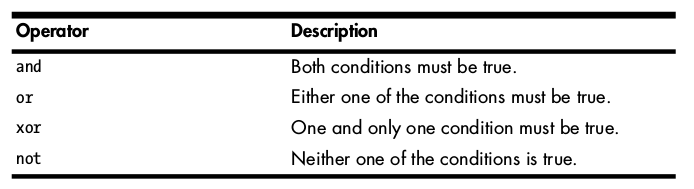 Operator Description
and Both conditions must be true.
or Either one of the conditions must be true.
xor One and only one condition must be true.
not Neither one of the conditions is true.